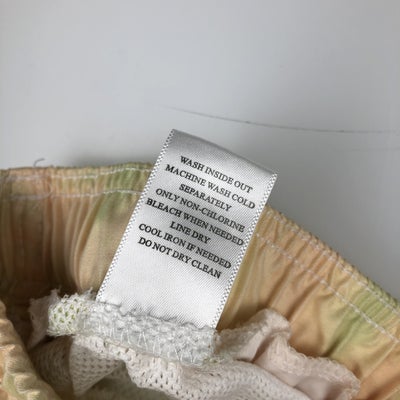 WASH INSIDE OUT
MACHINE WASH COLD
SEPARATELY
ONLY NON-CHLORINE
BLEACH WHEN NEEDED
LINE DRY
COOL IRON IF NEEDED
DO NOT DRY CLEAN